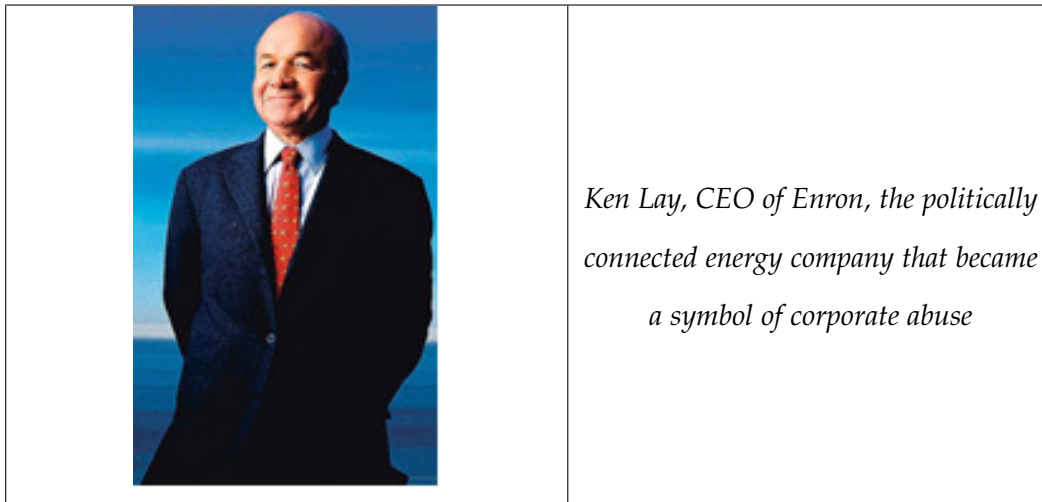 Ken Lay, CEO of Enron, the politically
connected energy company that became
a symbol of corporate abuse